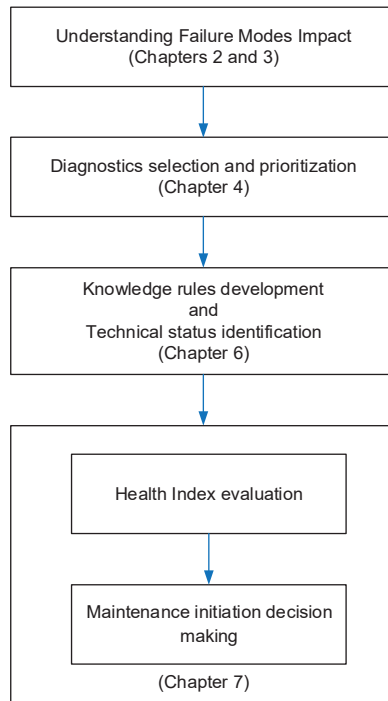 Understanding Failure Modes Impact
(Chapters 2 and 3)
Diagnostics selection and prioritization
(Chapter 4)
Knowledge rules development
and
Technical status identification
(Chapter 6)
Health Index evaluation
Maintenance initiation decision
making
(Chapter 7)